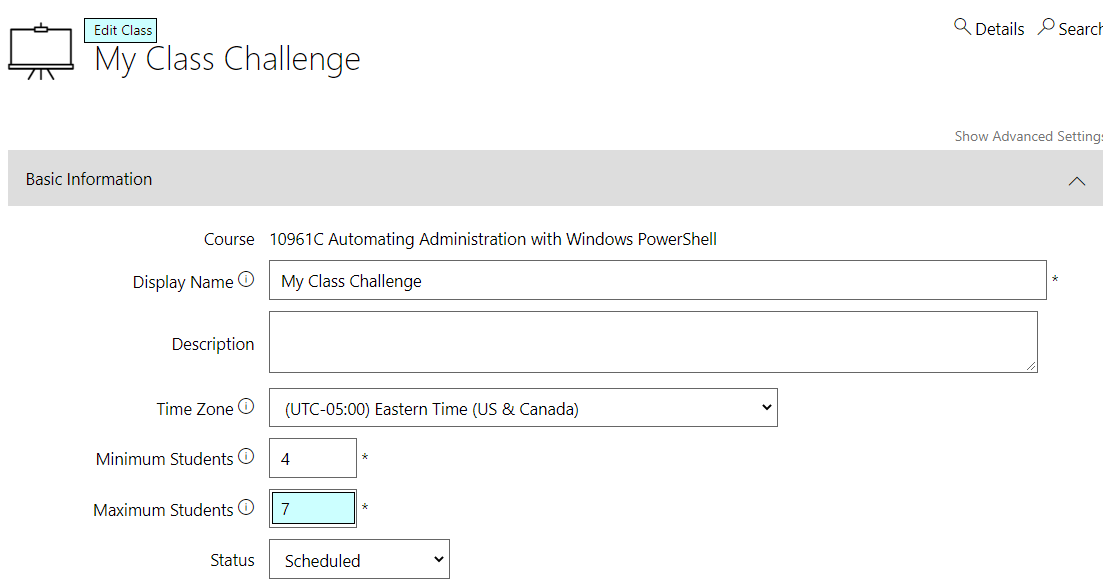 Edit Class
My Class Challenge
Details Search
Show Advanced Settings
Basic Information
Course 10961C Automating Administration with Windows PowerShell
Display Name My Class Challenge *
Description
Time Zone (UTC-05:00) Eastern Time (US & Canada)
Minimum Students 4 *
Maximum Students 7 *
Status Scheduled